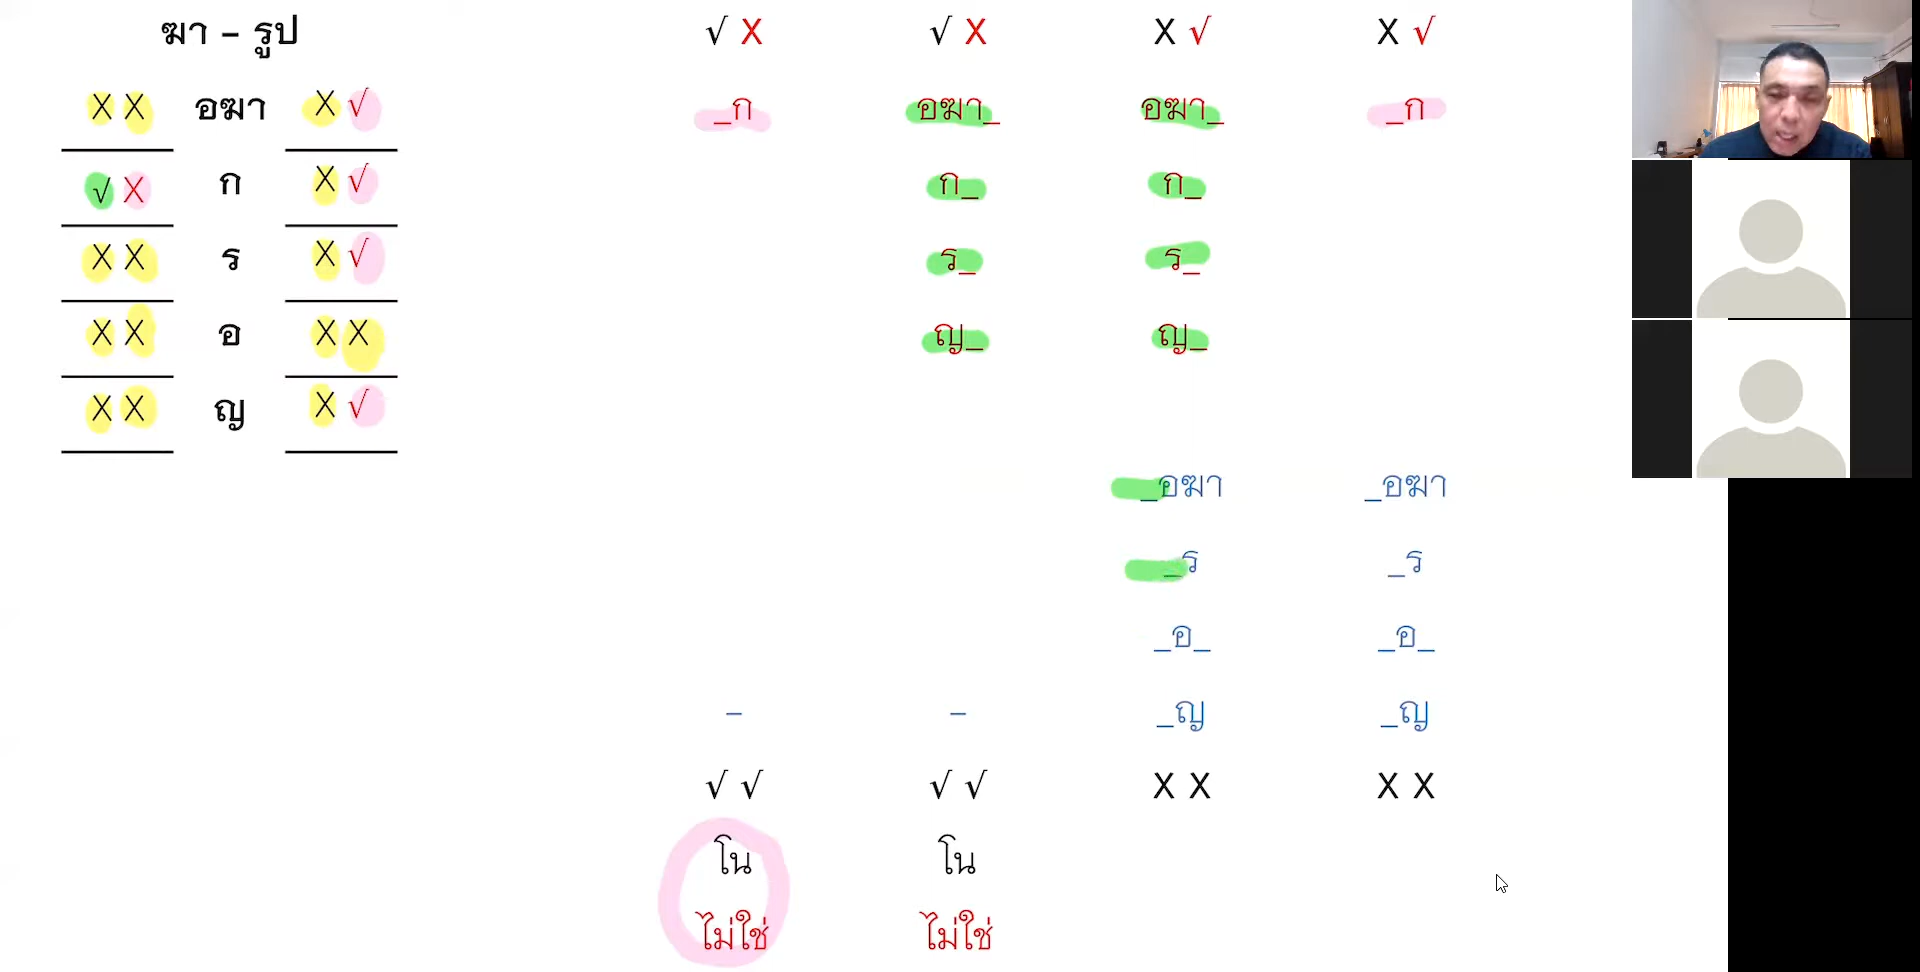 ฆา – รูป √ X √ X X √ X √
X X อฆา X √ _ก อฆา_ อฆา_ _ก
√ X ก X √ ก_ ก_
X X ร X √ ร_ ร_
X X อ X X ญ_ ญ_
X X ญ X √
_อฆา _อฆา
_ร _ร
_อ_ _อ_
– – _ญ _ญ
√ √ √ √ X X X X
โน โน
ไม่ใช่ ไม่ใช่